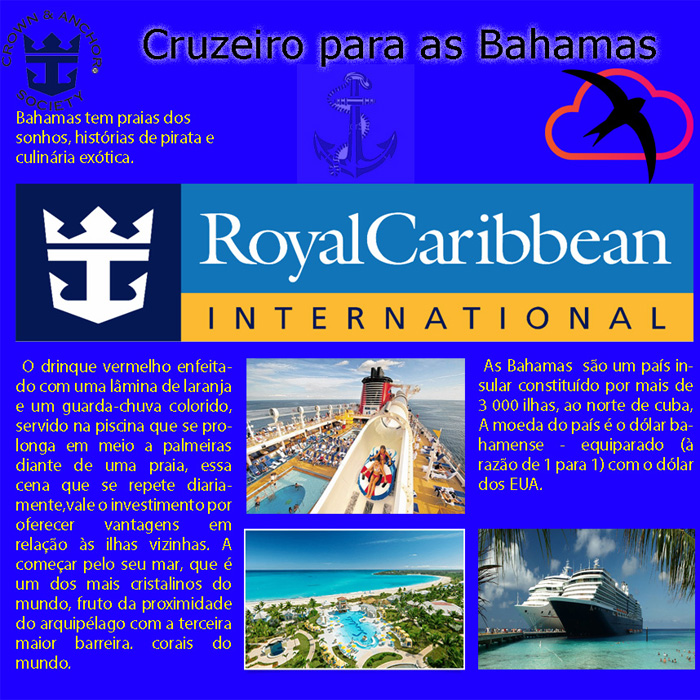 CROWN & ANCHOR®
SOCIETY
Cruzeiro para as Bahamas
Bahamas tem praias dos
sonhos, histórias de pirata e
culinária exótica.
RoyalCaribbean
INTERNATIONAL
O drinque vermelho enfeita-
do com uma lâmina de laranja
e um guarda-chuva colorido,
servido na piscina que se pro-
longa em meio a palmeiras
diante de uma praia, essa
cena que se repete diaria-
mente,vale o investimento por
oferecer vantagens em
relação às ilhas vizinhas. A
começar pelo seu mar, que é
um dos mais cristalinos do
mundo, fruto da proximidade
do arquipélago com a terceira
maior barreira. corais do
mundo.
As Bahamas são um país in-
sular constituído por mais de
3 000 ilhas, ao norte de cuba,
A moeda do país é o dólar ba-
hamense - equiparado (à
razão de 1 para 1) com o dólar
dos EUA.